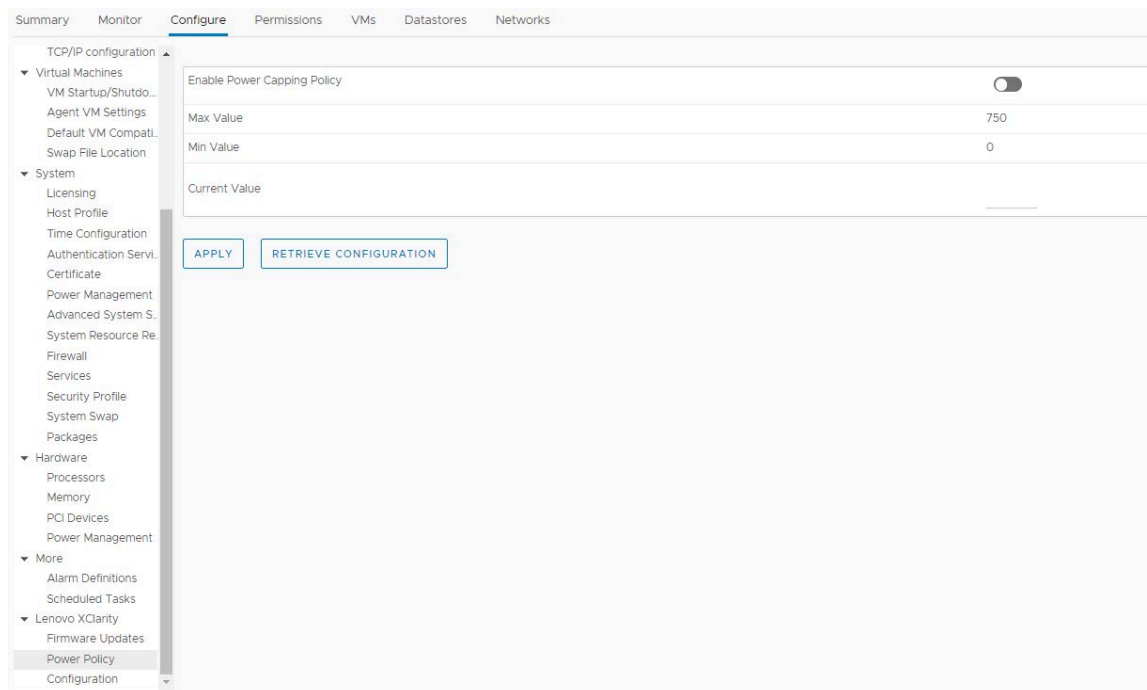 Summary Monitor Configure Permissions VMs Datastores Networks
TCP/IP configuration
Virtual Machines
VM Startup/Shutdo...
Agent VM Settings
Default VM Compati..
Swap File Location
System
Licensing
Host Profile
Time Configuration
Authentication Servi..
Certificate
Power Management
Advanced System S..
System Resource Re.
Firewall
Services
Security Profile
System Swap
Packages
Hardware
Processors
Memory
PCI Devices
Power Management
More
Alarm Definitions
Scheduled Tasks
Lenovo XClarity
Firmware Updates
Power Policy
Configuration
Enable Power Capping Policy
Max Value 750
Min Value 0
Current Value
APPLY RETRIEVE CONFIGURATION